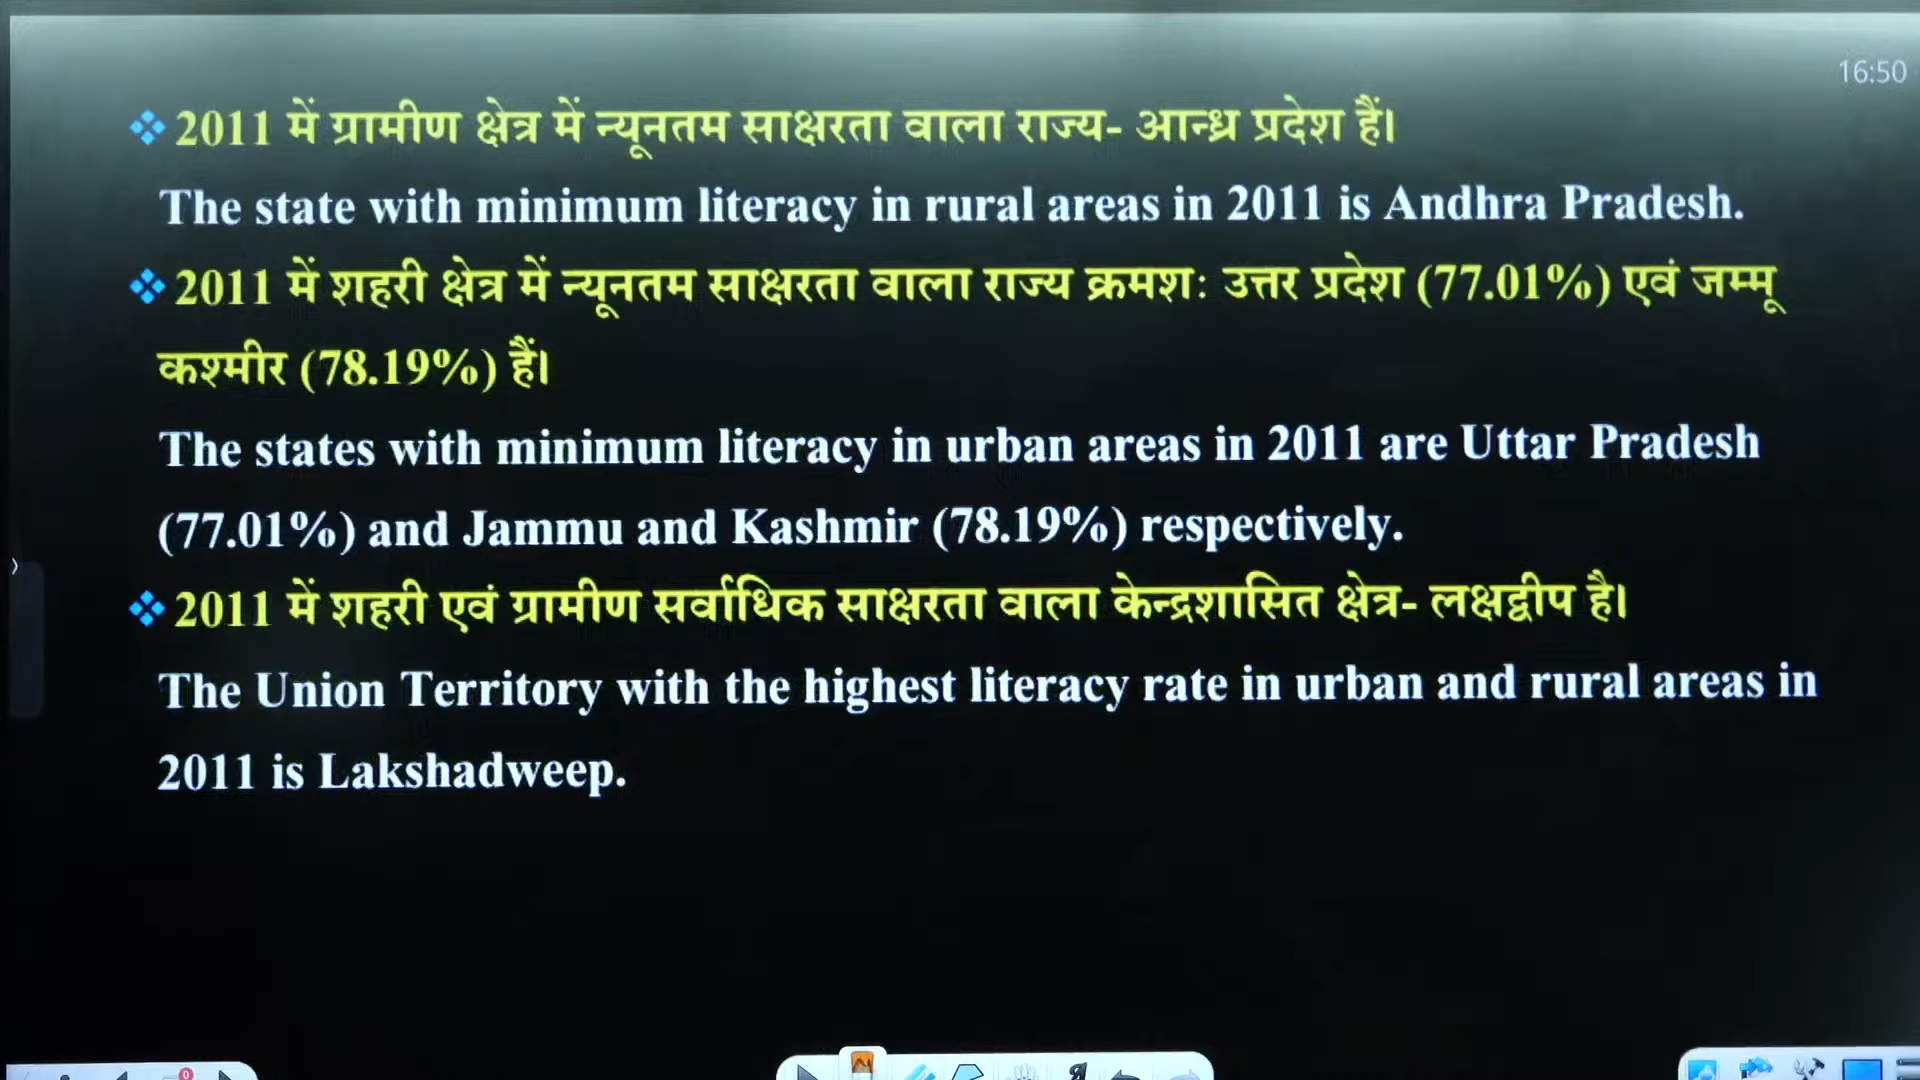 16:50
❖ 2011 में ग्रामीण क्षेत्र में न्यूनतम साक्षरता वाला राज्य- आन्ध्र प्रदेश हैं।
The state with minimum literacy in rural areas in 2011 is Andhra Pradesh.
❖ 2011 में शहरी क्षेत्र में न्यूनतम साक्षरता वाला राज्य क्रमशः उत्तर प्रदेश (77.01%) एवं जम्मू
कश्मीर (78.19%) हैं।
The states with minimum literacy in urban areas in 2011 are Uttar Pradesh
(77.01%) and Jammu and Kashmir (78.19%) respectively.
❖ 2011 में शहरी एवं ग्रामीण सर्वाधिक साक्षरता वाला केन्द्रशासित क्षेत्र- लक्षद्वीप है।
The Union Territory with the highest literacy rate in urban and rural areas in
2011 is Lakshadweep.
0